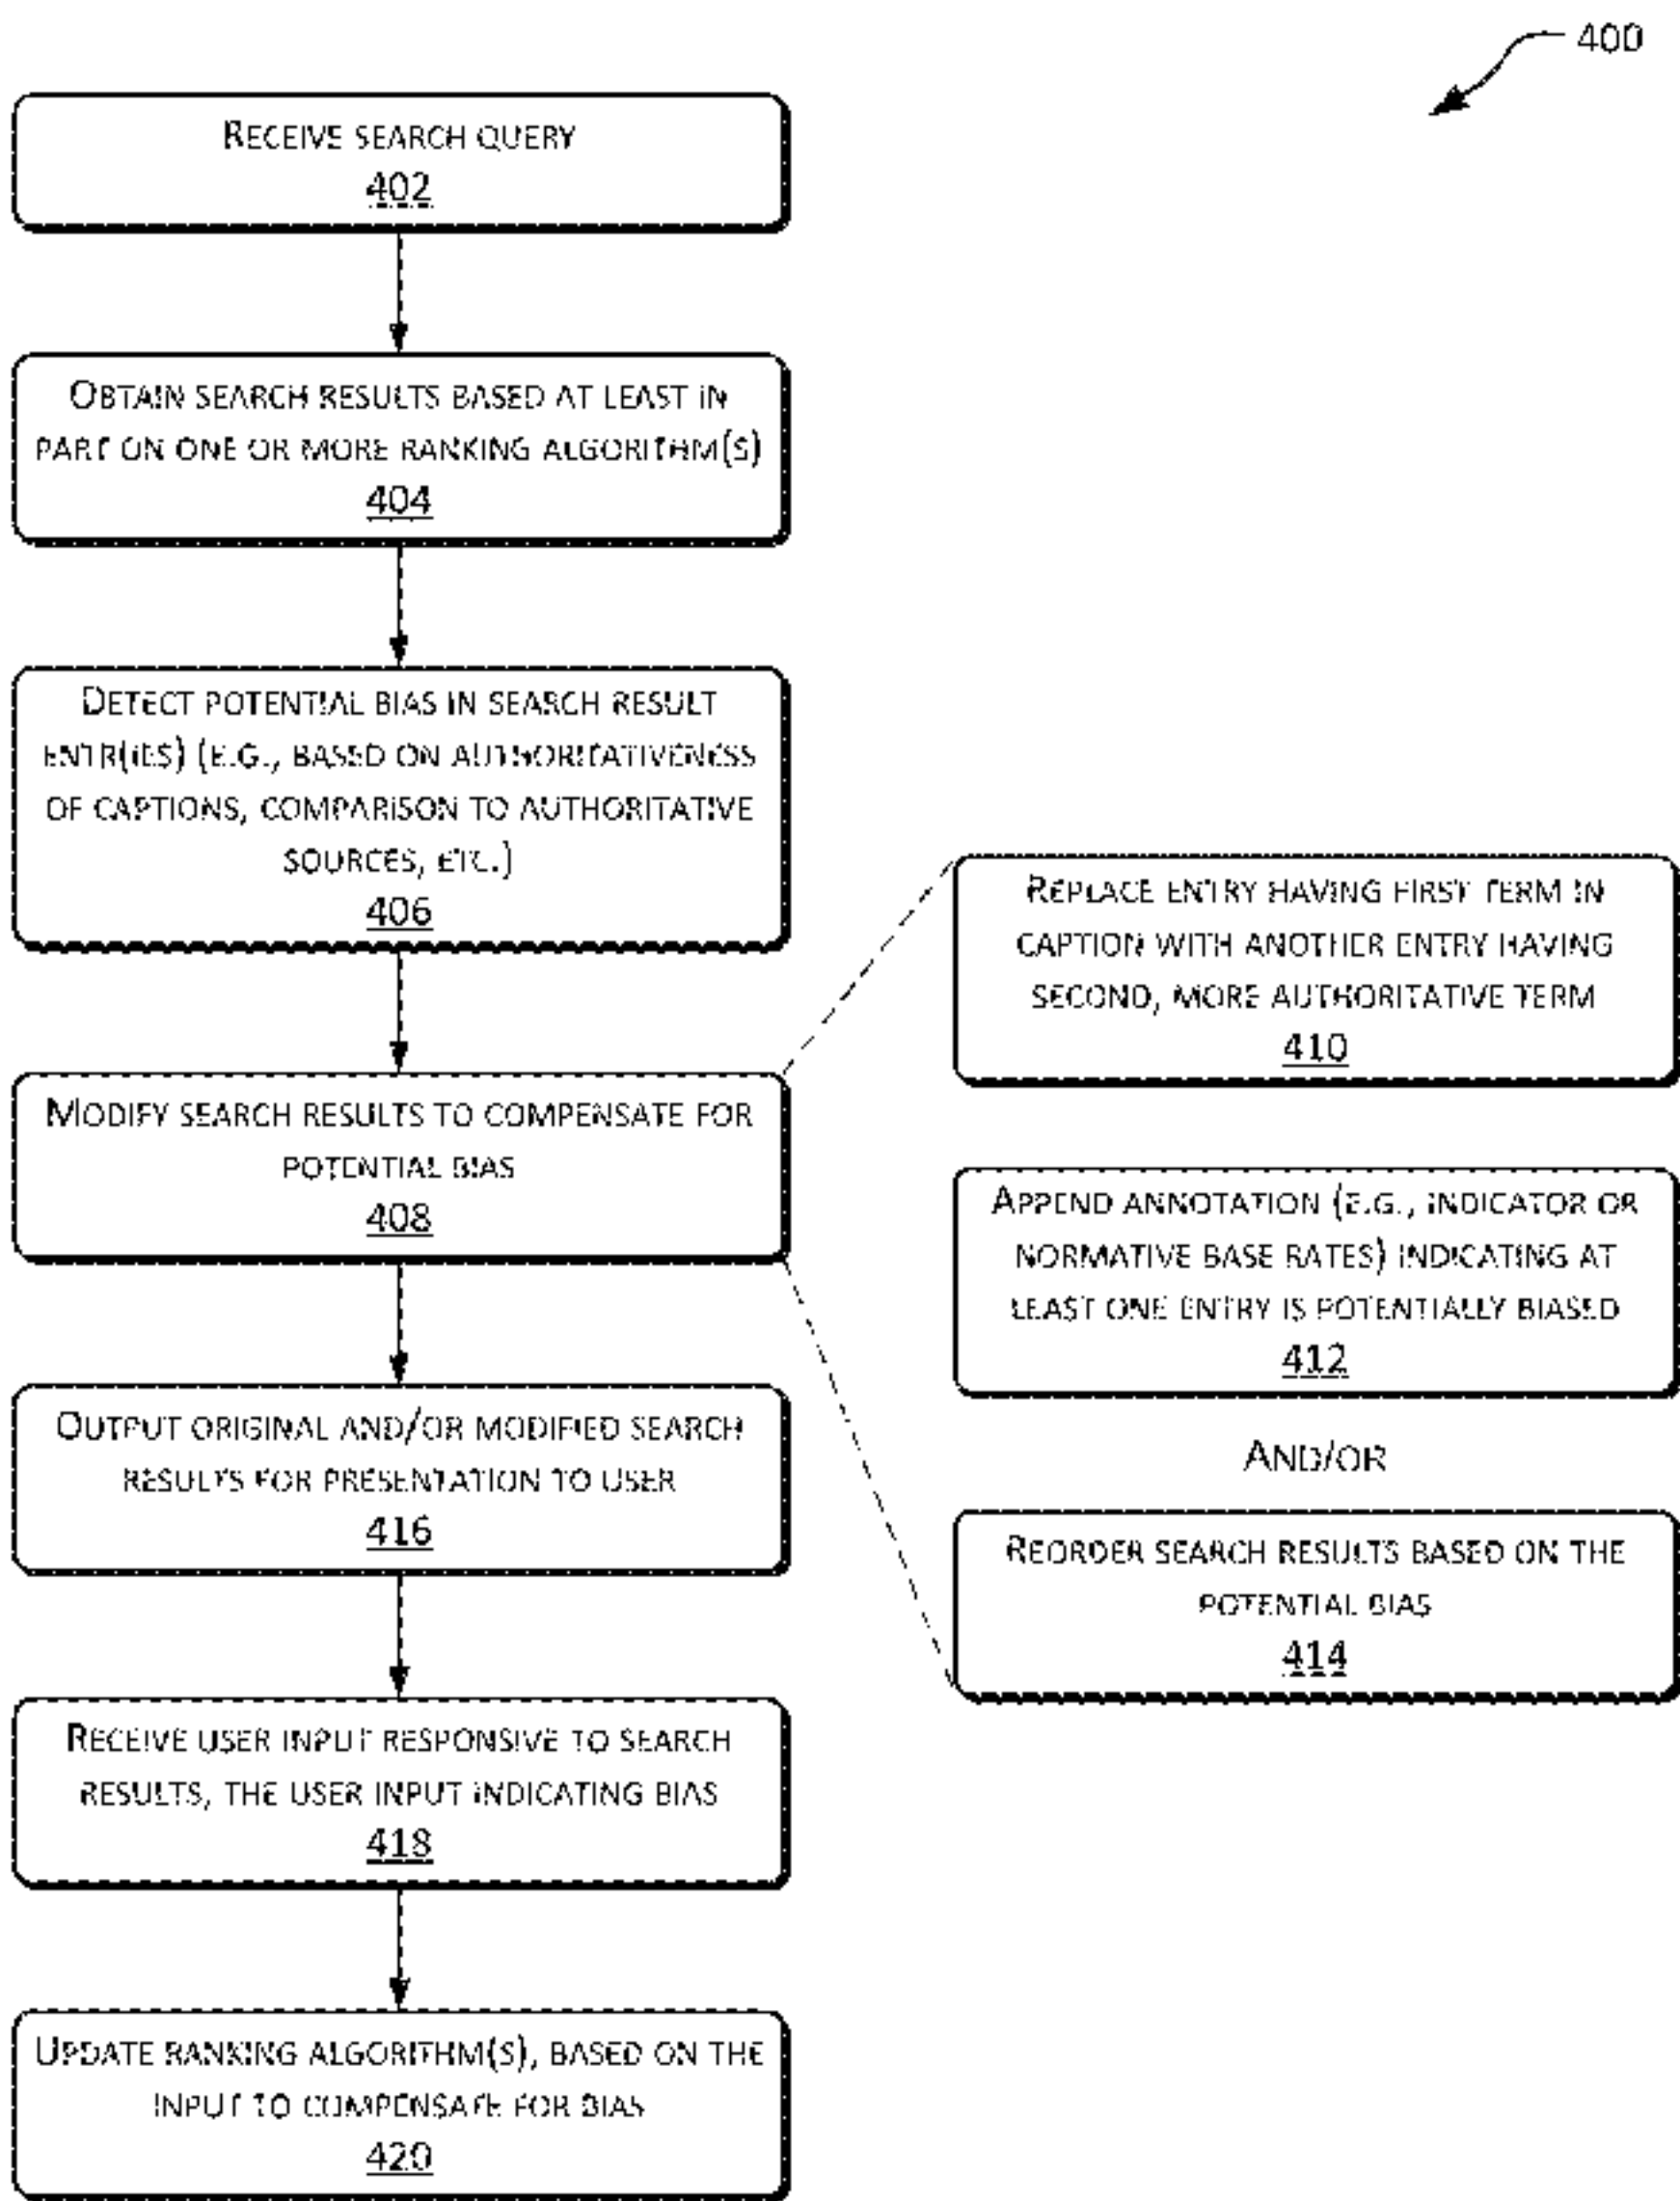 400
RECEIVE SEARCH QUERY
402
OBTAIN SEARCH RESULTS BASED AT LEAST IN
PART ON ONE OR MORE RANKING ALGORITHM(S)
404
DETECT POTENTIAL BIAS IN SEARCH RESULT
ENTR(IES) (E.G., BASED ON AUTHORITATIVENESS
OF CAPTIONS, COMPARISON TO AUTHORITATIVE
SOURCES, ETC.)
406
MODIFY SEARCH RESULTS TO COMPENSATE FOR
POTENTIAL BIAS
408
REPLACE ENTRY HAVING FIRST TERM IN
CAPTION WITH ANOTHER ENTRY HAVING
SECOND, MORE AUTHORITATIVE TERM
410
APPEND ANNOTATION (E.G., INDICATOR OR
NORMATIVE BASE RATES) INDICATING AT
LEAST ONE ENTRY IS POTENTIALLY BIASED
412
AND/OR
REORDER SEARCH RESULTS BASED ON THE
POTENTIAL BIAS
414
OUTPUT ORIGINAL AND/OR MODIFIED SEARCH
RESULTS FOR PRESENTATION TO USER
416
RECEIVE USER INPUT RESPONSIVE TO SEARCH
RESULTS, THE USER INPUT INDICATING BIAS
418
UPDATE RANKING ALGORITHM(S), BASED ON THE
INPUT TO COMPENSATE FOR BIAS
420